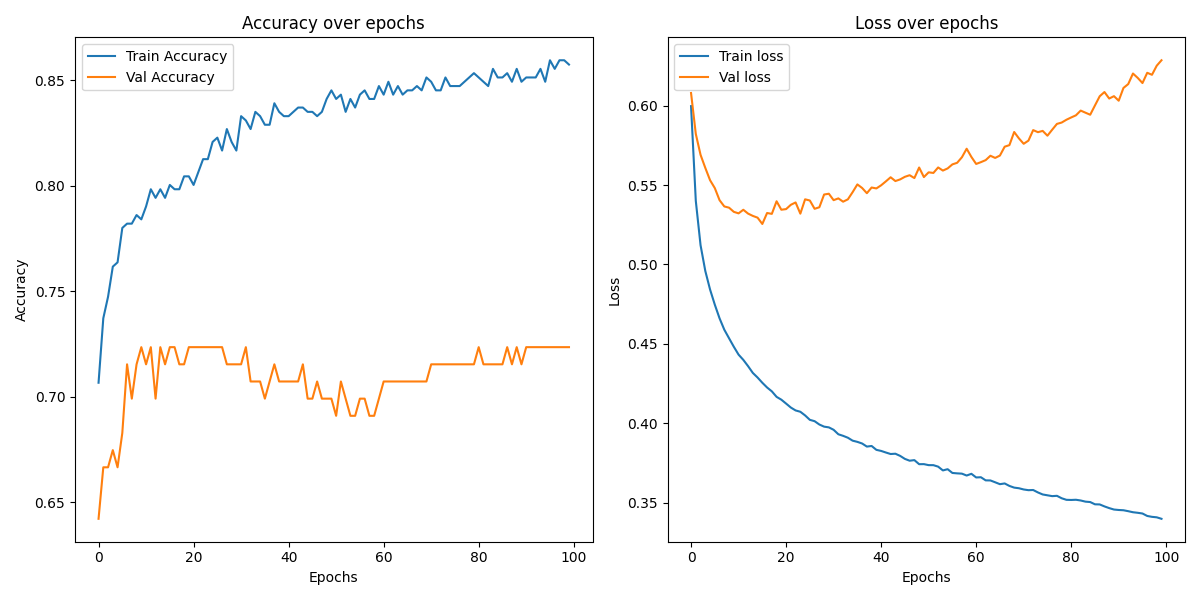 Accuracy over epochs
Train Accuracy
Val Accuracy
0.85
0.80
0.75
0.70
0.65
Accuracy
0 20 40 60 80 100
Epochs
Loss over epochs
Train loss
Val loss
0.60
0.55
0.50
0.45
0.40
0.35
Loss
0 20 40 60 80 100
Epochs